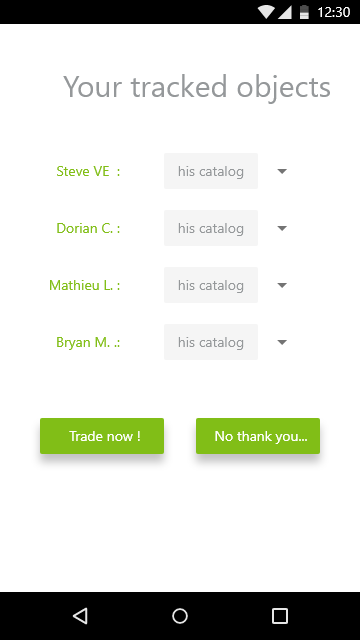 12:30
Your tracked objects
Steve VE  : his catalog
Dorian C. : his catalog
Mathieu L. : his catalog
Bryan M. .: his catalog
Trade now ! No thank you...